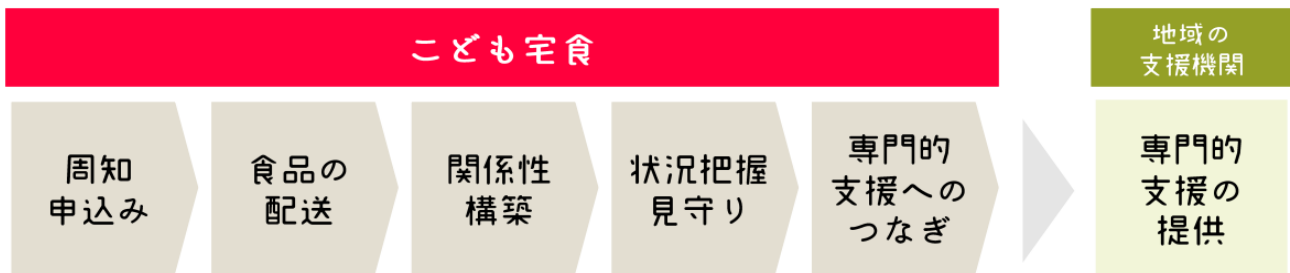 こども宅食
地域の
支援機関
周知
申込み
食品の
配送
関係性
構築
状況把握
見守り
専門的
支援への
つなぎ
専門的
支援の
提供